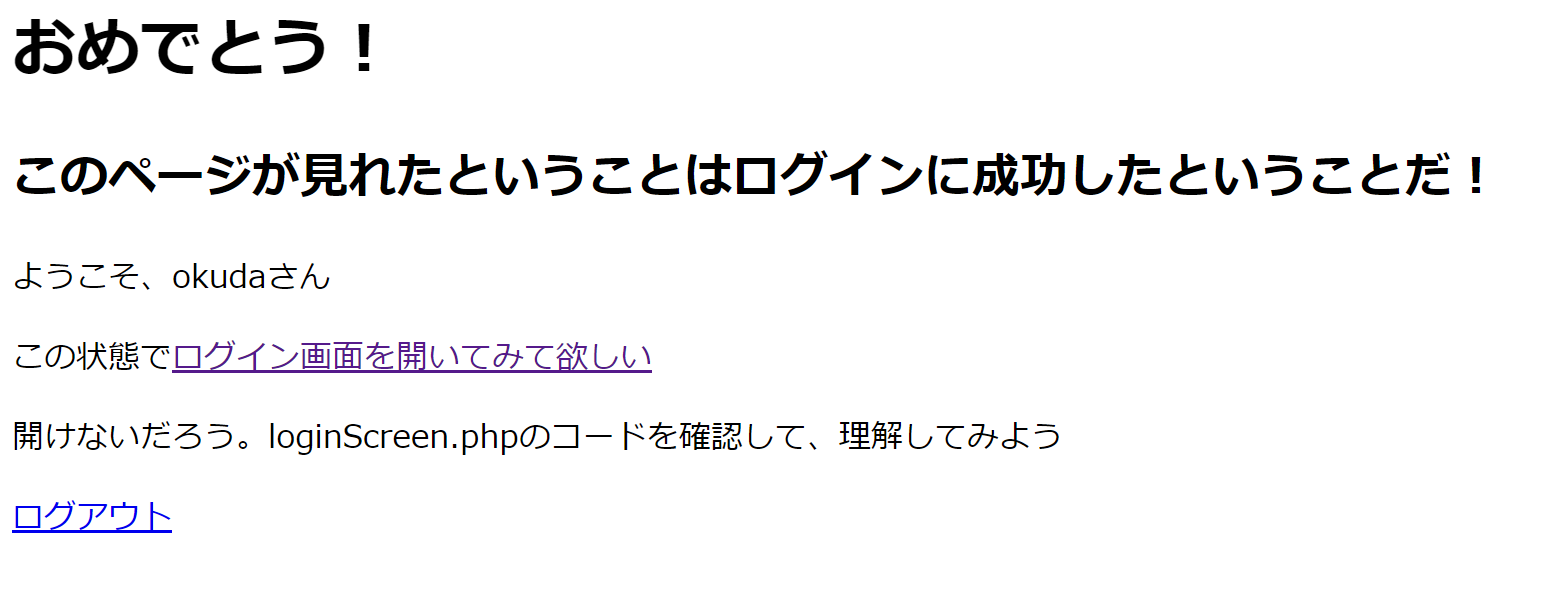 おめでとう！
このページが見れたということはログインに成功したということだ！
ようこそ、okudaさん
この状態でログイン画面を開いてみて欲しい
開けないだろう。loginScreen.phpのコードを確認して、理解してみよう
ログアウト